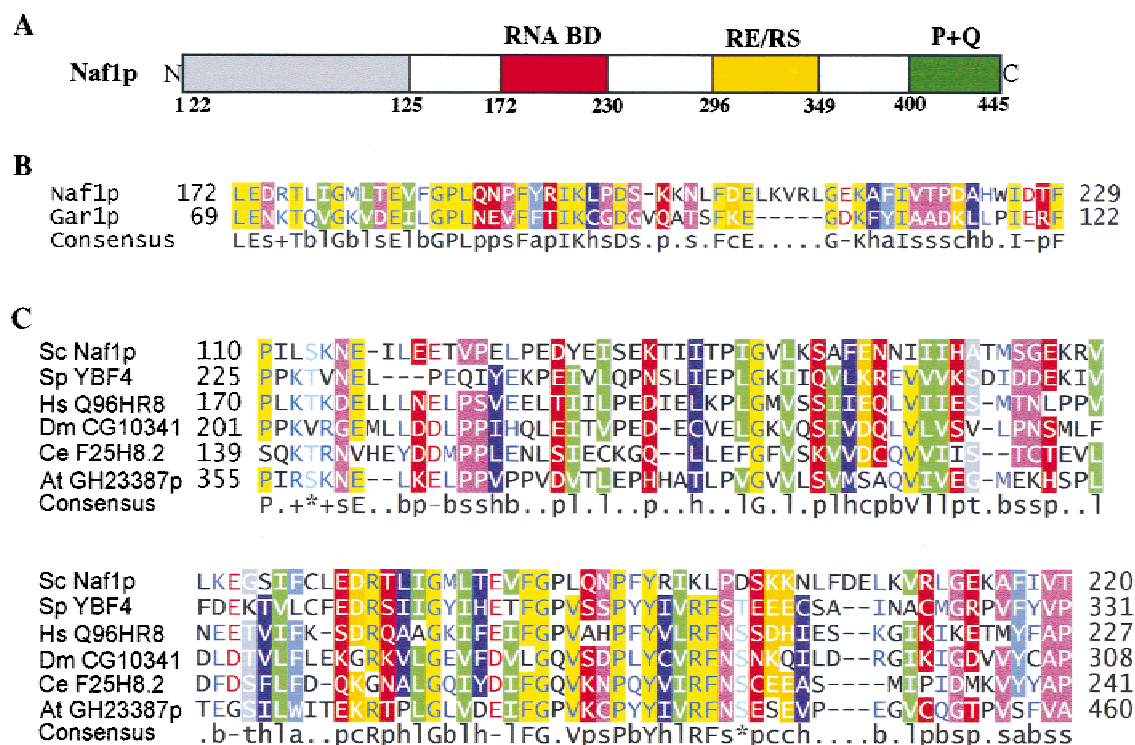 A
RNA BD RE/RS P+Q
Naf1p N C
1 22 125 172 230 296 349 400 445
B
Naf1p 172 LEDRTLIGMLTEVFGPLQNPFYRIKLPDS-KKNLFDELKVRLGEKAFIVTPDAHWIDTF 229
Gar1p 69 LENKTQVGKVDEILGPLNEVFFTIKCGDGVQATSFKE-----GDKFYIAADKLLPIERF 122
Consensus LEs+TblGblsElbGPLppsFapIKhsDs.p.s.FcE.....G-KhaIssschb.I-pF
C
Sc Naf1p 110 PILSKNE-ILEETVPELPEDYEISEKTIITPIGVLKSAFENNIIIHATMSGEKRV
Sp YBF4 225 PPKTVNEL---PEQIYEKPEIVLQPNSLIEPLGKIIQVLKREVVVKSDIDDEKIV
Hs Q96HR8 170 PLKTKDELLLNELPSVEELTIILPEDIELKPLGMVSSIIEQLVIIES-MTNLPPV
Dm CG10341 201 PPKVRGEMLLDDLPPIHQLEITVPED-ECVELGKVQSIVDQLVLVSV-LPNSMLF
Ce F25H8.2 139 SQKTRNVHEYDDMPPLENLSIECKGQ--LLEFGFVSKVVDCQVVIIS--TCTEVL
At GH23387p 355 PIRSKNE--LKELPPVPPVDVTLEPHHATLPVGVVLSVMSAQVIVEG-MEKHSPL
Consensus P.+*+sE..bp-bsshb..pl.l..p..h..lG.l.plhcpbVllpt.bssp..l
Sc Naf1p LKEGSIFCLEDRTLIGMLTEVFGPLQNPFYRIKLPDSKKNLFDELKVRLGEKAFIVT 220
Sp YBF4 FDEKTVLCFEDRSIIGYIHETFGPVSSPYYIVRFSTEEECSA--INACMGRPVFYVP 331
Hs Q96HR8 NEETVIFK-SDRQAAGKIFEIFGPVAHPFYVLRFNSSDHIES--KGIKIKETMYFAP 227
Dm CG10341 DLDTVLFLEKGRKVLGEVFDVLGQVSDPLYCVRFNSNKQILD--RGIKIGDVVYCAP 308
Ce F25H8.2 DFDSFLFD-QKGNALGQIYDIFGQVKNPQYVIRFNSCEEAS----MIPIDMKVYYAP 241
At GH23387p TEGSILWITEKRTPLGLVDEIFGPVKCPYYIVRFNSESEVP--EGVCQGTPVSFVA 460
Consensus .b-thla..pcRphlGblh-lFG.VpsPbYhlRFs*pcch....b.lpbsp.sabss